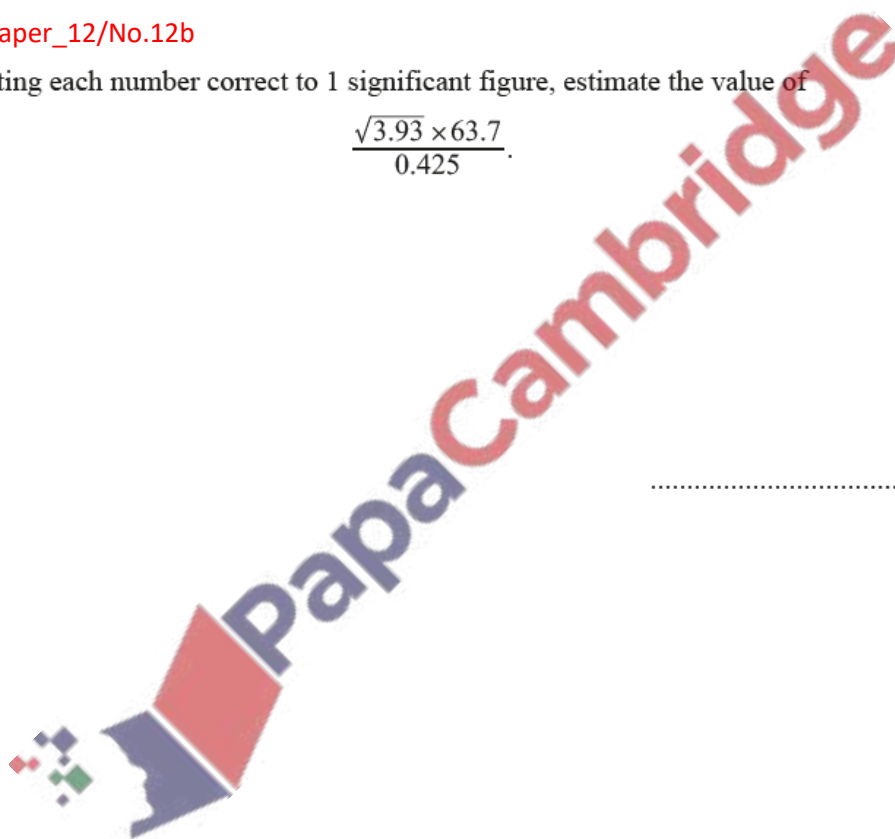 aper_12/No.12b
ting each number correct to 1 significant figure, estimate the value of
√3.93 × 63.7
0.425 .
................................
PapaCambridge